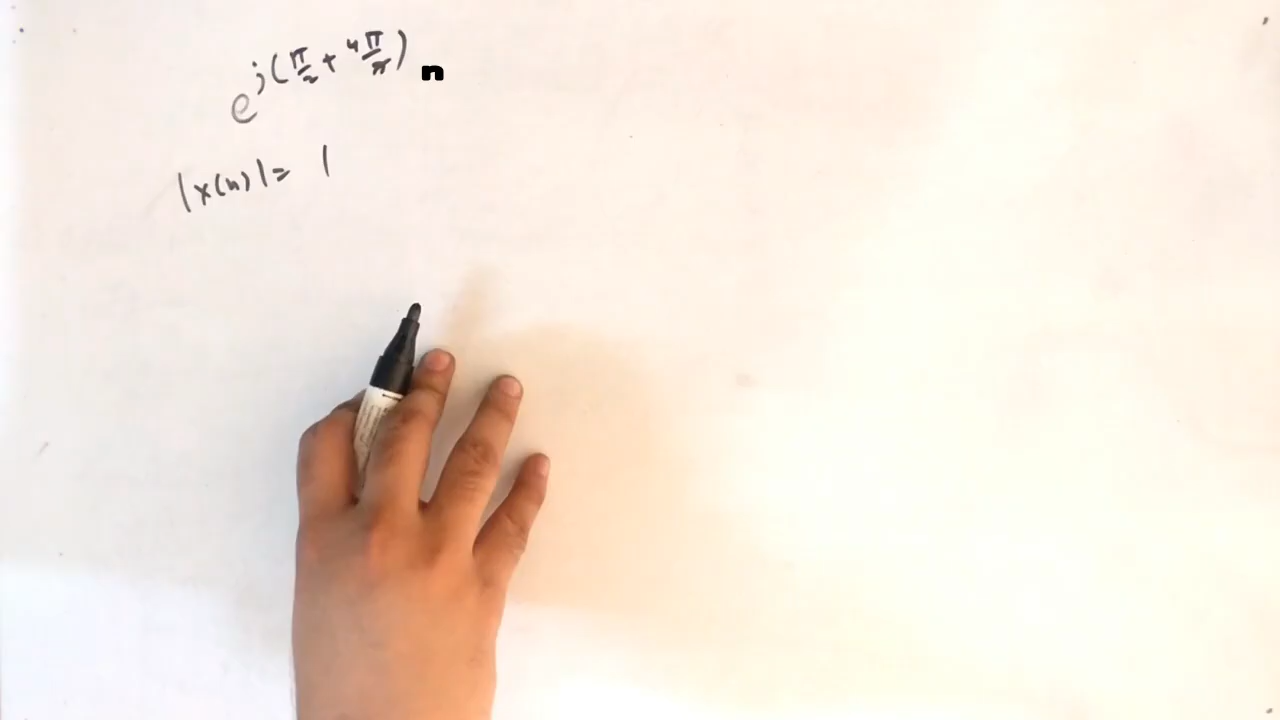 e^j(π/2 + 4π/π) n
|x(n)| = 1